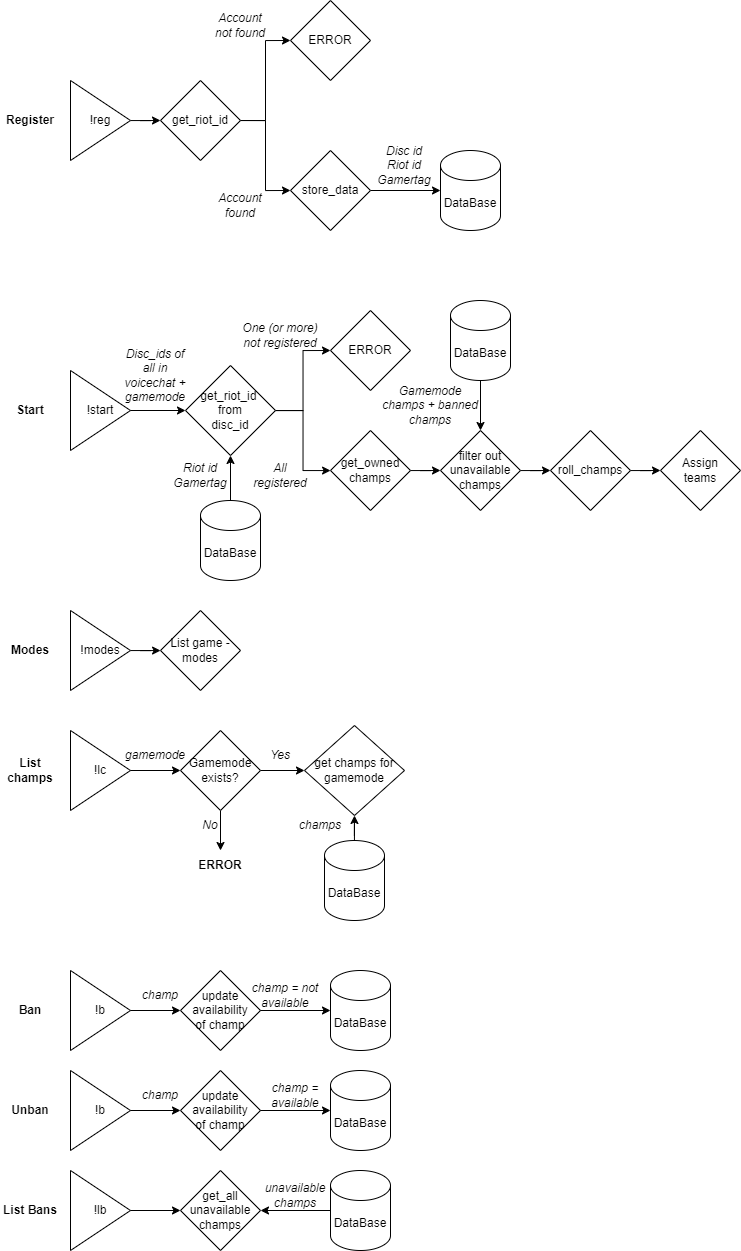 Account
not found
ERROR
Register
!reg
get_riot_id
Disc id
Riot id
Gamertag
store_data
DataBase
Account
found
One (or more)
not registered
DataBase
ERROR
Disc_ids of
all in
voicechat +
gamemode
Gamemode
champs + banned
champs
Start
!start
get_riot_id
from
disc_id
Riot id
Gamertag
All
registered
get_owned
champs
filter out
unavailable
champs
roll_champs
Assign
teams
DataBase
Modes
!modes
List game -
modes
List
champs
!lc
gamemode
Gamemode
exists?
Yes
get champs for
gamemode
No
champs
ERROR
DataBase
Ban
!b
champ
update
availability
of champ
champ = not
available
DataBase
Unban
!b
champ
update
availability
of champ
champ =
available
DataBase
List Bans
!lb
get_all
unavailable
champs
unavailable
champs
DataBase